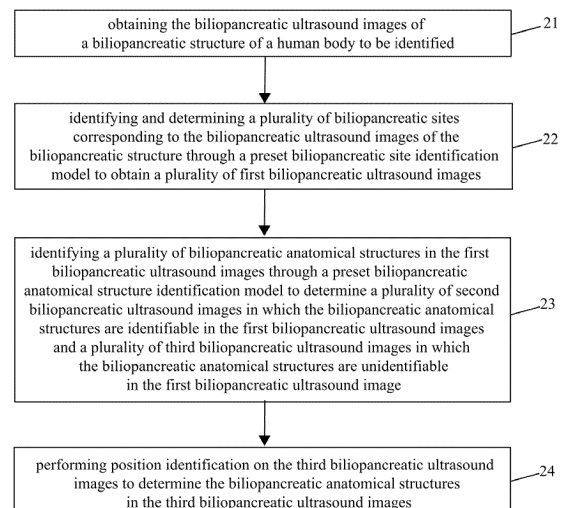 obtaining the biliopancreatic ultrasound images of
a biliopancreatic structure of a human body to be identified
21
identifying and determining a plurality of biliopancreatic sites
corresponding to the biliopancreatic ultrasound images of the
biliopancreatic structure through a preset biliopancreatic site identification
model to obtain a plurality of first biliopancreatic ultrasound images
22
identifying a plurality of biliopancreatic anatomical structures in the first
biliopancreatic ultrasound images through a preset biliopancreatic
anatomical structure identification model to determine a plurality of second
biliopancreatic ultrasound images in which the biliopancreatic anatomical
structures are identifiable in the first biliopancreatic ultrasound images
and a plurality of third biliopancreatic ultrasound images in which
the biliopancreatic anatomical structures are unidentifiable
in the first biliopancreatic ultrasound image
23
performing position identification on the third biliopancreatic ultrasound
images to determine the biliopancreatic anatomical structures
in the third biliopancreatic ultrasound images
24